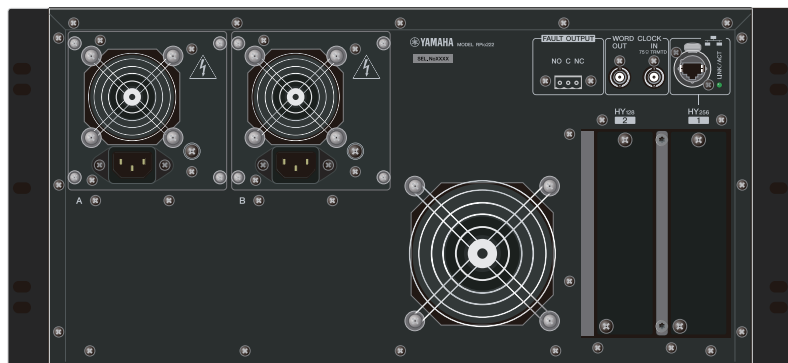 YAMAHA MODEL RPio222
SEL, NoXXXX
FAULT OUTPUT
NO C NC
WORD CLOCK
OUT IN
75Ω TRMTD
LINK/ACT
HY128
2
HY256
1
A
B